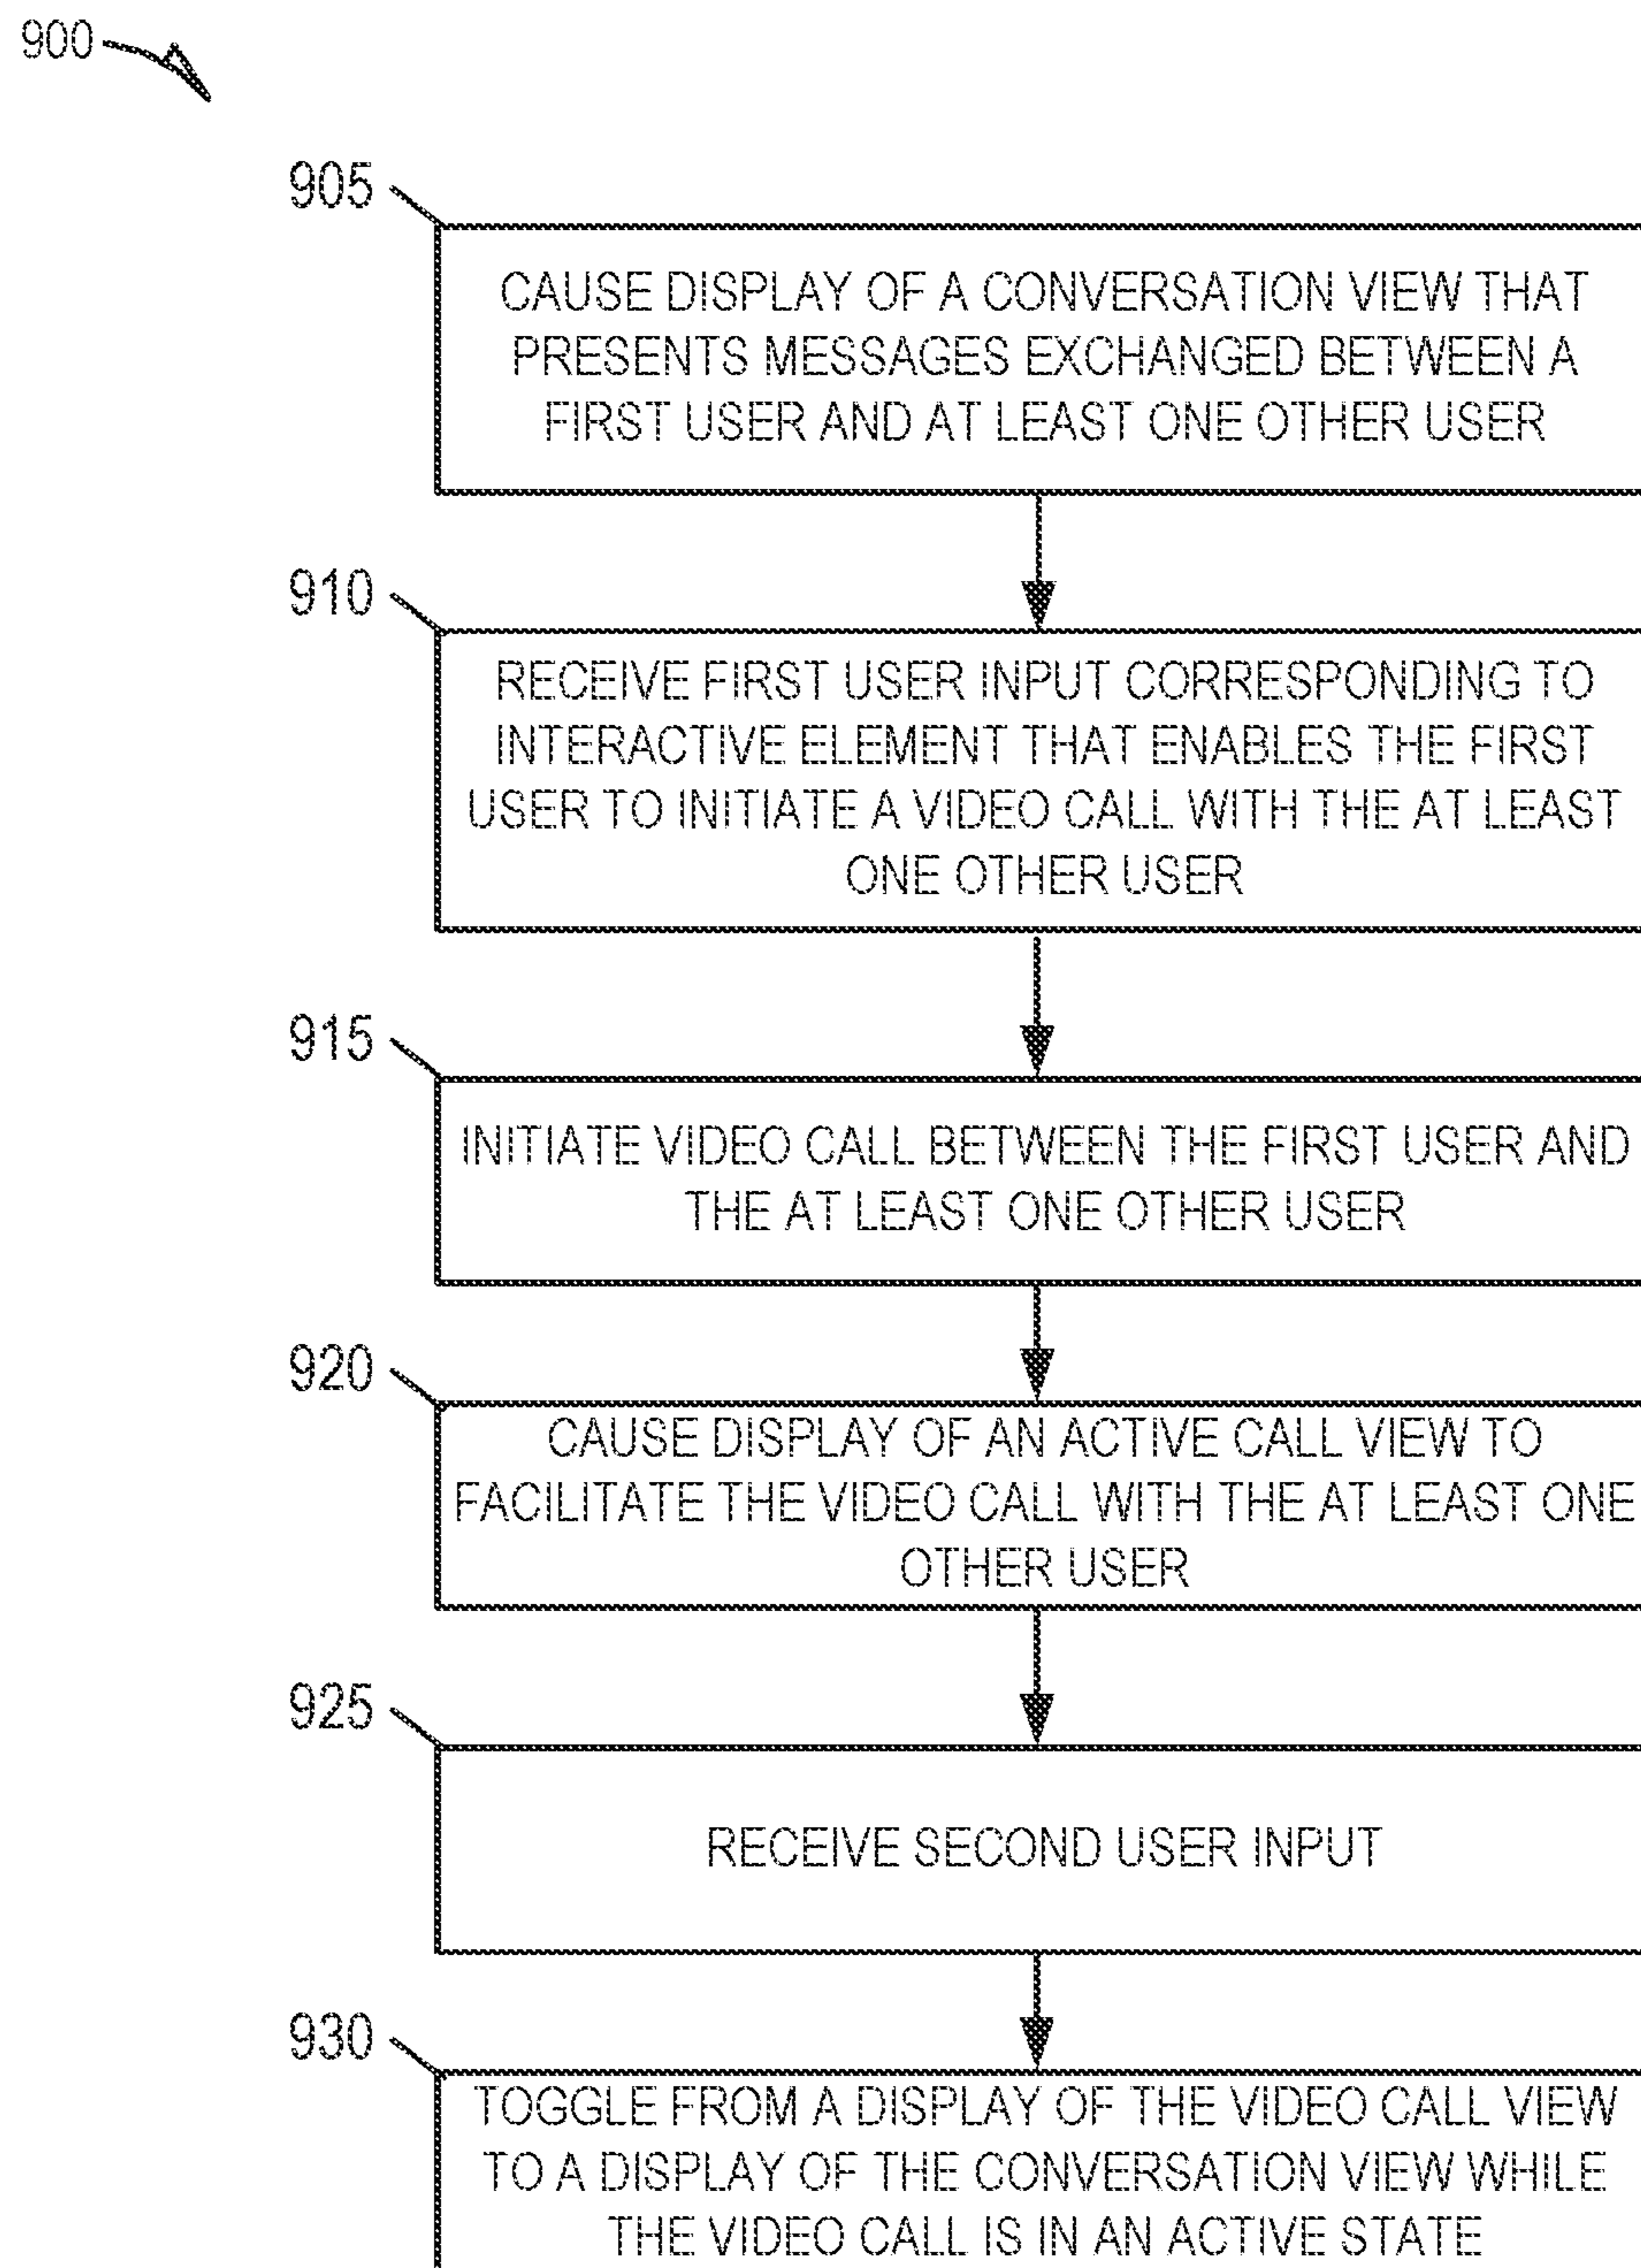 900
905
CAUSE DISPLAY OF A CONVERSATION VIEW THAT
PRESENTS MESSAGES EXCHANGED BETWEEN A
FIRST USER AND AT LEAST ONE OTHER USER
910
RECEIVE FIRST USER INPUT CORRESPONDING TO
INTERACTIVE ELEMENT THAT ENABLES THE FIRST
USER TO INITIATE A VIDEO CALL WITH THE AT LEAST
ONE OTHER USER
915
INITIATE VIDEO CALL BETWEEN THE FIRST USER AND
THE AT LEAST ONE OTHER USER
920
CAUSE DISPLAY OF AN ACTIVE CALL VIEW TO
FACILITATE THE VIDEO CALL WITH THE AT LEAST ONE
OTHER USER
925
RECEIVE SECOND USER INPUT
930
TOGGLE FROM A DISPLAY OF THE VIDEO CALL VIEW
TO A DISPLAY OF THE CONVERSATION VIEW WHILE
THE VIDEO CALL IS IN AN ACTIVE STATE